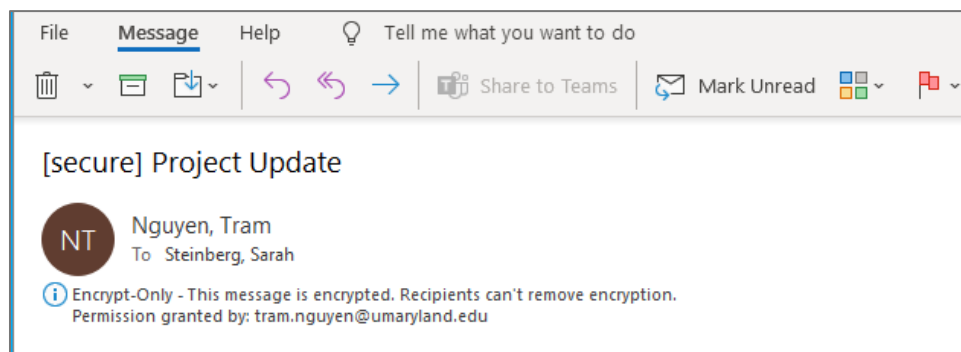 File Message Help Tell me what you want to do
Share to Teams Mark Unread
[secure] Project Update
NT
Nguyen, Tram
To Steinberg, Sarah
Encrypt-Only - This message is encrypted. Recipients can't remove encryption.
Permission granted by: tram.nguyen@umaryland.edu